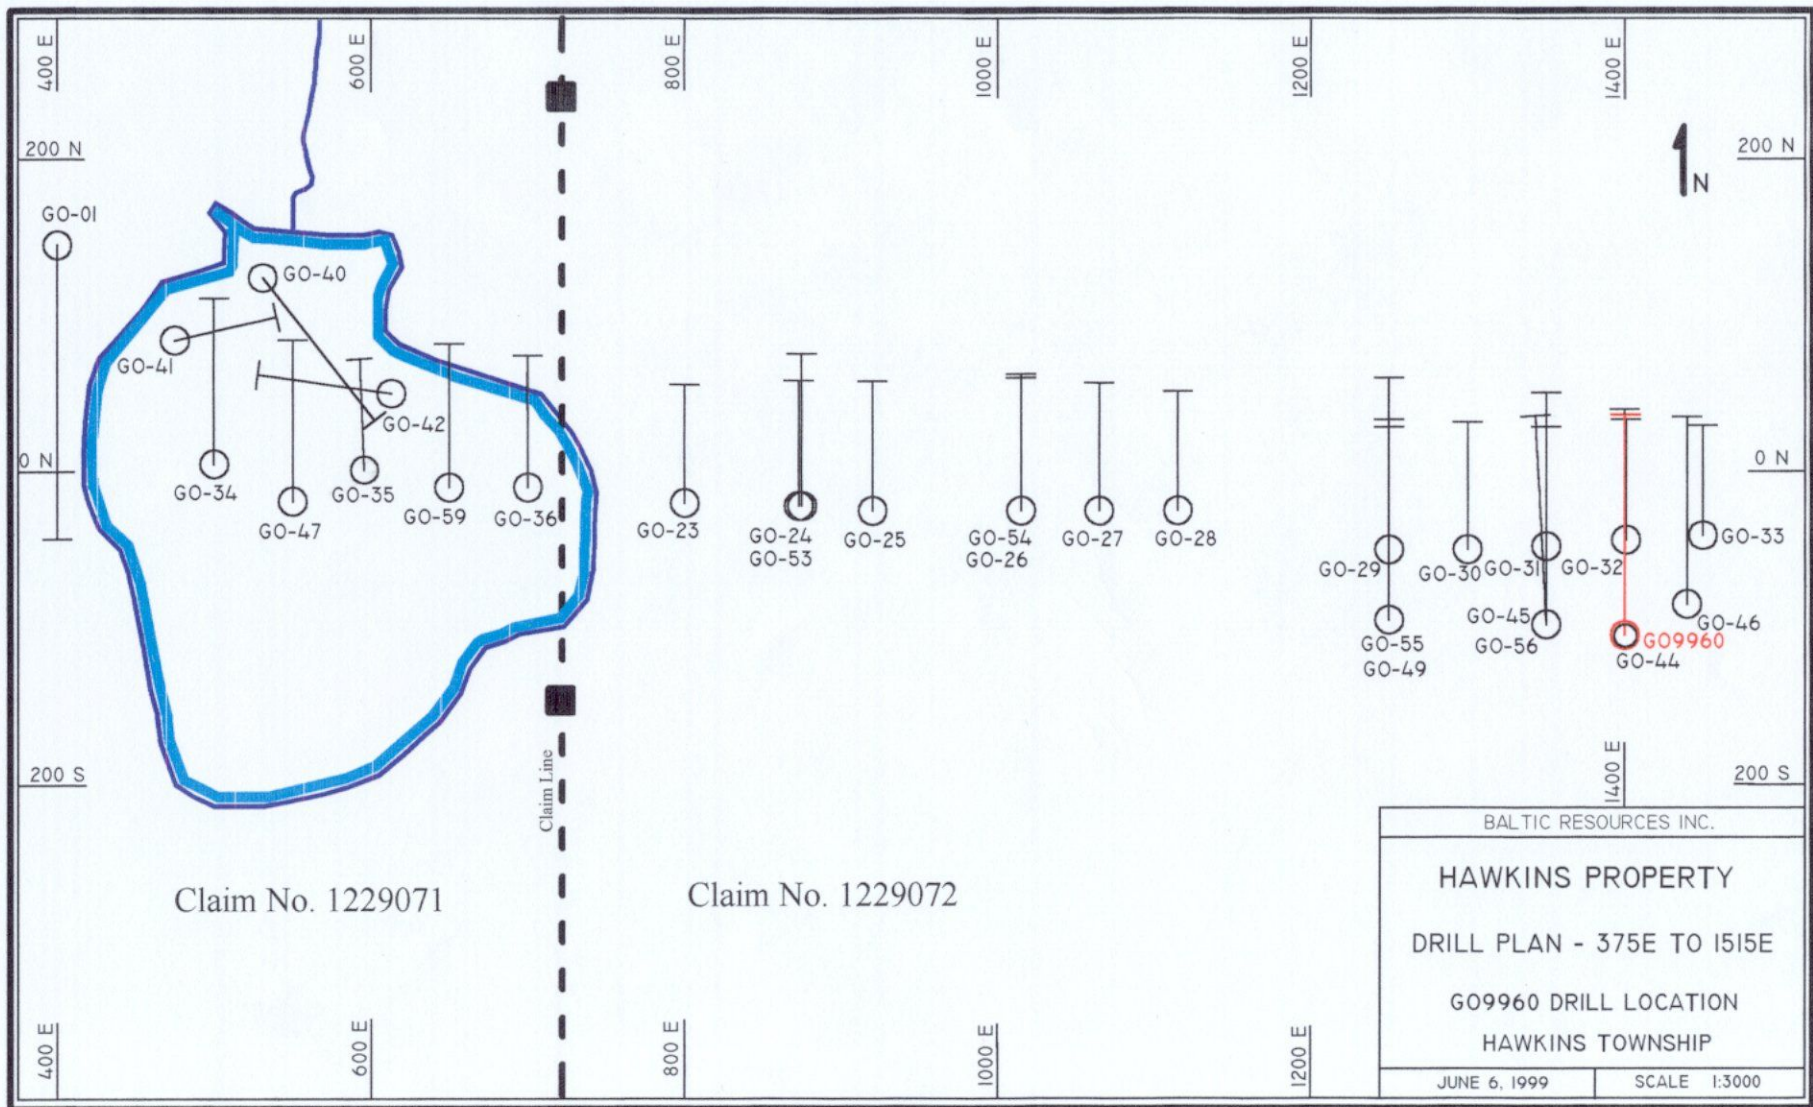 400 E
600 E
800 E
1000 E
1200 E
1400 E
200 N
200 N
N
GO-01
GO-40
GO-41
GO-42
0 N
0 N
GO-34
GO-47
GO-35
GO-59
GO-36
GO-23
GO-24
GO-53
GO-25
GO-54
GO-26
GO-27
GO-28
GO-29
GO-30
GO-31
GO-32
GO-33
GO-55
GO-49
GO-45
GO-56
GO9960
GO-44
GO-46
200 S
200 S
Claim Line
1400 E
Claim No. 1229071
Claim No. 1229072
400 E
600 E
800 E
1000 E
1200 E
BALTIC RESOURCES INC.
HAWKINS PROPERTY
DRILL PLAN - 375E TO 1515E
GO9960 DRILL LOCATION
HAWKINS TOWNSHIP
JUNE 6, 1999
SCALE 1:3000